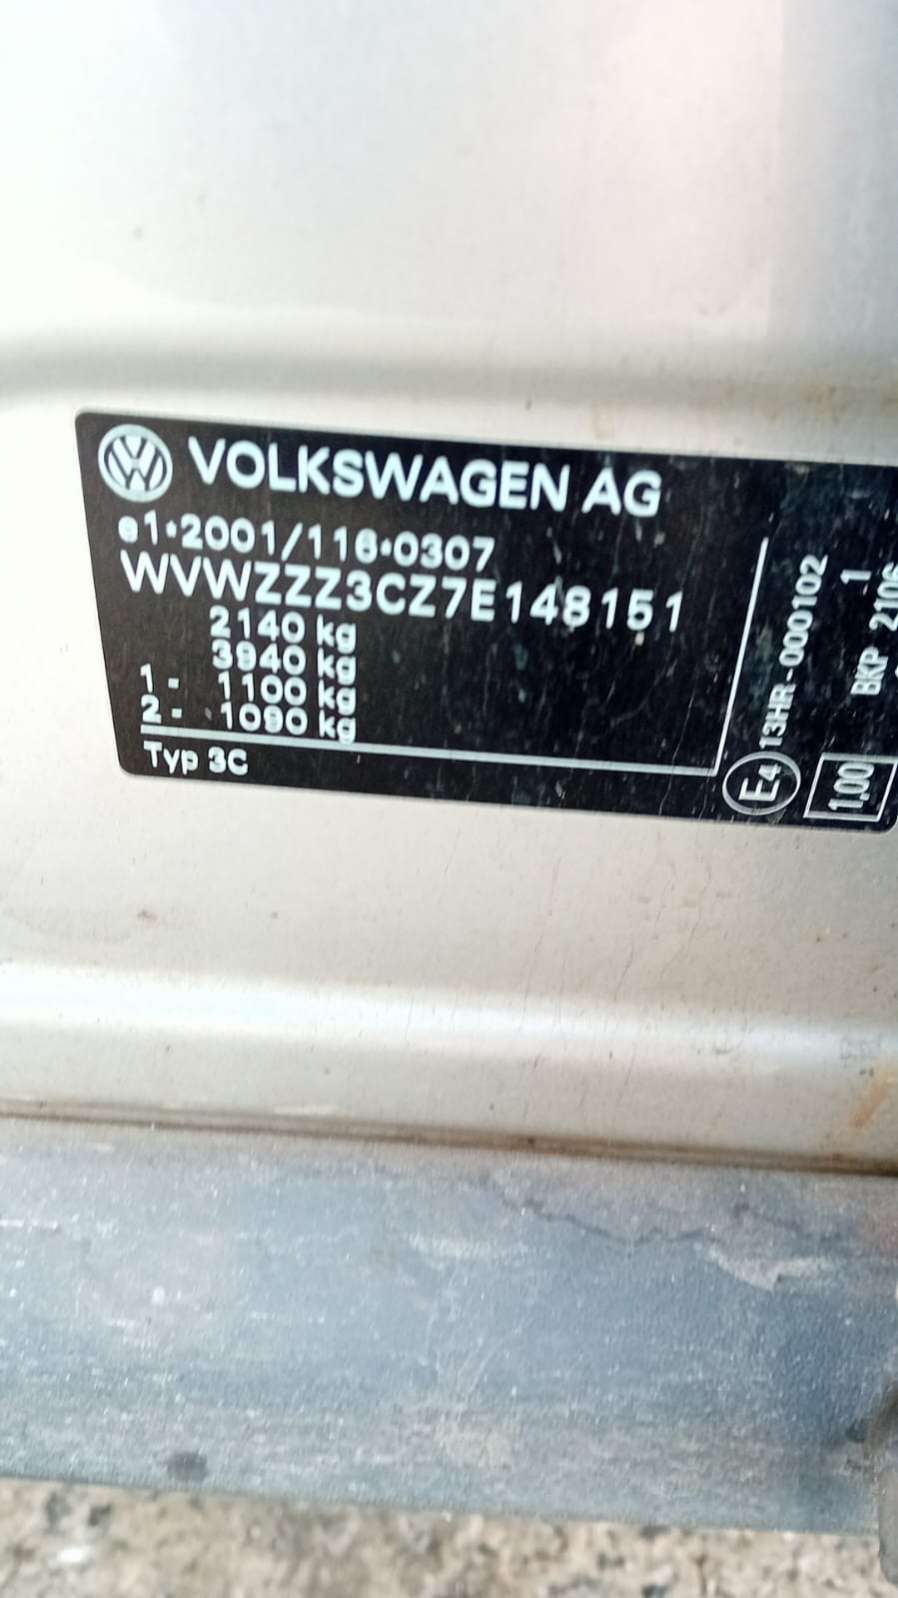 VOLKSWAGEN AG
e1*2001/116*0307
WVWZZZ3CZ7E148151
2140 kg
3940 kg
1 - 1100 kg
2 - 1090 kg
Typ 3C
E4 13HR - 000102
1.00 BKP 2106
1